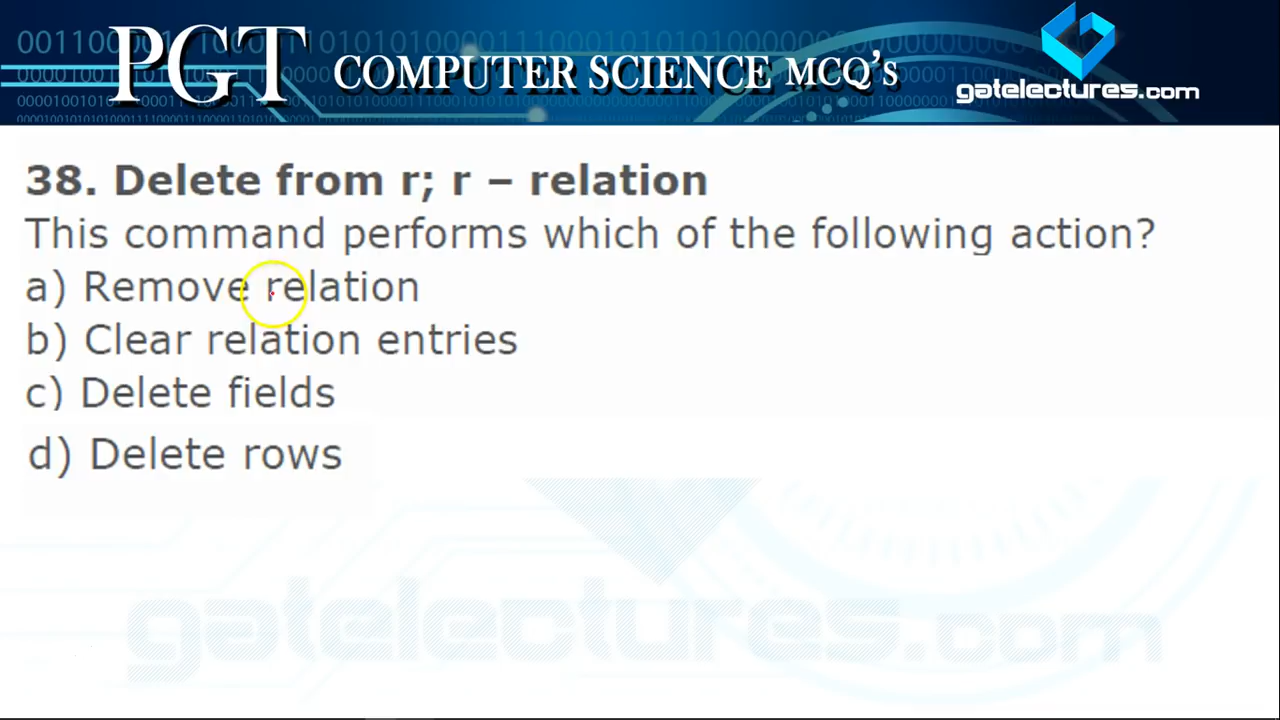 PGT COMPUTER SCIENCE MCQ's
gatelectures.com
38. Delete from r; r – relation
This command performs which of the following action?
a) Remove relation
b) Clear relation entries
c) Delete fields
d) Delete rows
gatelectures.com